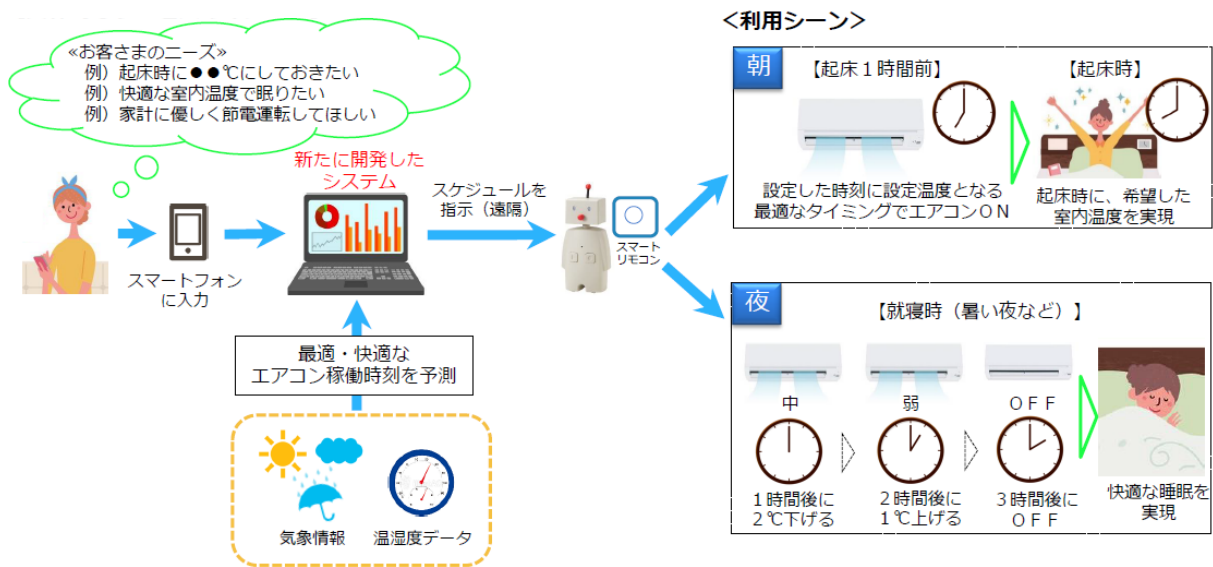 ＜利用シーン＞
≪お客さまのニーズ≫
例）起床時に●●℃にしておきたい
例）快適な室内温度で眠りたい
例）家計に優しく節電運転してほしい
新たに開発した
システム
スマートフォン
に入力
スケジュールを
指示（遠隔）
スマート
リモコン
最適・快適な
エアコン稼働時刻を予測
気象情報
温湿度データ
朝
【起床１時間前】
【起床時】
設定した時刻に設定温度となる
最適なタイミングでエアコンＯＮ
起床時に、希望した
室内温度を実現
夜
【就寝時（暑い夜など）】
中
弱
ＯＦＦ
１時間後に
２℃下げる
２時間後に
１℃上げる
３時間後に
ＯＦＦ
快適な睡眠を
実現